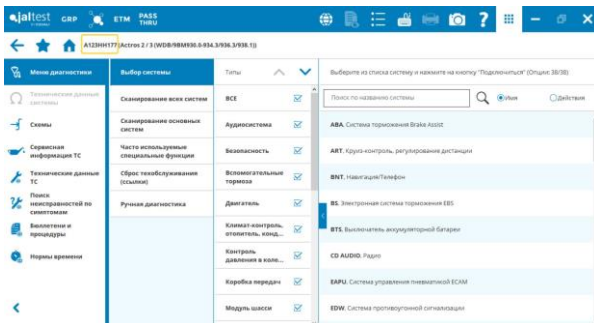 jaltest GRP ETM PASS THRU
A123HH177 (Actros 2 / 3 (WDB/9BM930.0-934.3/936.3/938.1))
Меню диагностики
Технические данные системы
Схемы
Сервисная информация ТС
Технические данные ТС
Поиск неисправностей по симптомам
Бюллетени и процедуры
Нормы времени
Выбор системы
Сканирование всех систем
Сканирование основных систем
Часто используемые специальные функции
Сброс техобслуживания (ссылки)
Ручная диагностика
Типы
ВСЕ
Аудиосистема
Безопасность
Вспомогательные тормоза
Двигатель
Климат-контроль, отопитель, конд...
Контроль давления в коле...
Коробка передач
Модуль шасси
Выберите из списка систему и нажмите на кнопку "Подключиться" (Опции: 38/38)
Поиск по названию системы
Имя
Действия
ABA. Система торможения Brake Assist
ART. Круиз-контроль, регулирование дистанции
BNT. Навигация/Телефон
BS. Электронная система торможения EBS
BTS. Выключатель аккумуляторной батареи
CD AUDIO. Радио
EAPU. Система управления пневматикой ECAM
EDW. Система противоугонной сигнализации